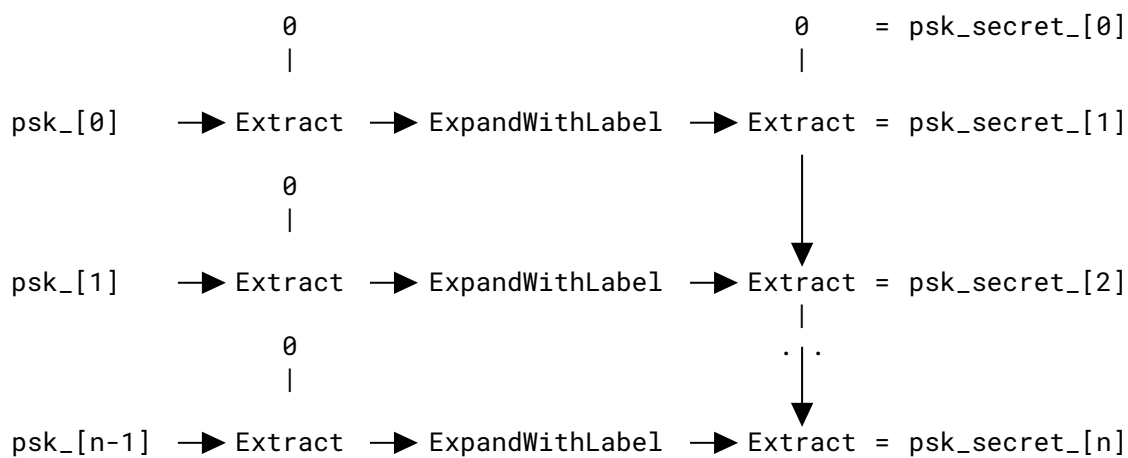 0 0 = psk_secret_[0]
| |
psk_[0] Extract ExpandWithLabel Extract = psk_secret_[1]
0
|
psk_[1] Extract ExpandWithLabel Extract = psk_secret_[2]
|
0 . .
|
psk_[n-1] Extract ExpandWithLabel Extract = psk_secret_[n]